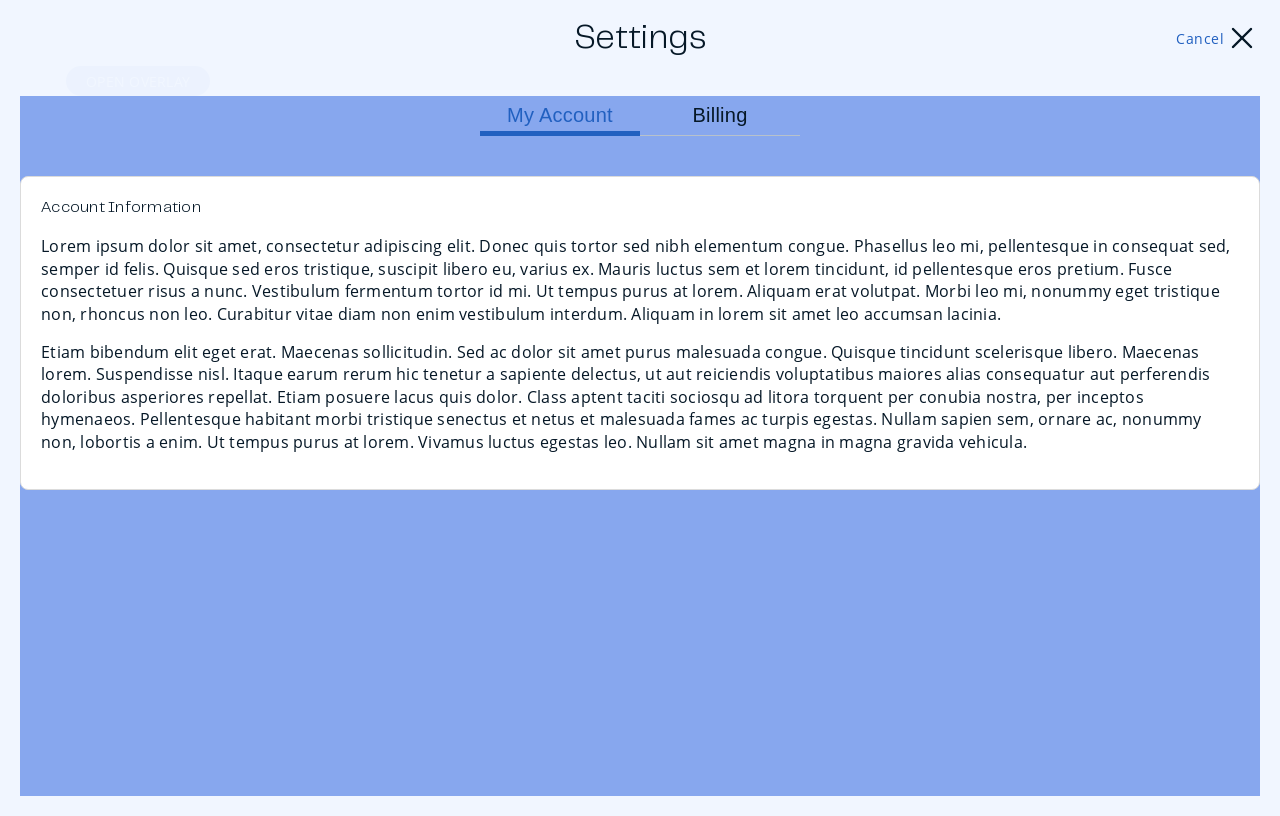 Settings
Cancel
My Account
Billing
Account Information
Lorem ipsum dolor sit amet, consectetur adipiscing elit. Donec quis tortor sed nibh elementum congue. Phasellus leo mi, pellentesque in consequat sed,
semper id felis. Quisque sed eros tristique, suscipit libero eu, varius ex. Mauris luctus sem et lorem tincidunt, id pellentesque eros pretium. Fusce
consectetuer risus a nunc. Vestibulum fermentum tortor id mi. Ut tempus purus at lorem. Aliquam erat volutpat. Morbi leo mi, nonummy eget tristique
non, rhoncus non leo. Curabitur vitae diam non enim vestibulum interdum. Aliquam in lorem sit amet leo accumsan lacinia.
Etiam bibendum elit eget erat. Maecenas sollicitudin. Sed ac dolor sit amet purus malesuada congue. Quisque tincidunt scelerisque libero. Maecenas
lorem. Suspendisse nisl. Itaque earum rerum hic tenetur a sapiente delectus, ut aut reiciendis voluptatibus maiores alias consequatur aut perferendis
doloribus asperiores repellat. Etiam posuere lacus quis dolor. Class aptent taciti sociosqu ad litora torquent per conubia nostra, per inceptos
hymenaeos. Pellentesque habitant morbi tristique senectus et netus et malesuada fames ac turpis egestas. Nullam sapien sem, ornare ac, nonummy
non, lobortis a enim. Ut tempus purus at lorem. Vivamus luctus egestas leo. Nullam sit amet magna in magna gravida vehicula.